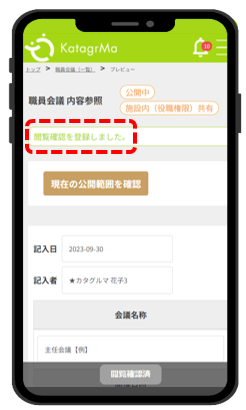 KatagrMa
10
トップ > 職員会議（一覧） > プレビュー
職員会議 内容参照
公開中
施設内（役職権限）共有
閲覧確認を登録しました。
現在の公開範囲を確認
記入日
2023-09-30
記入者
★カタグルマ 花子3
会議名称
主任会議【例】
閲覧確認済